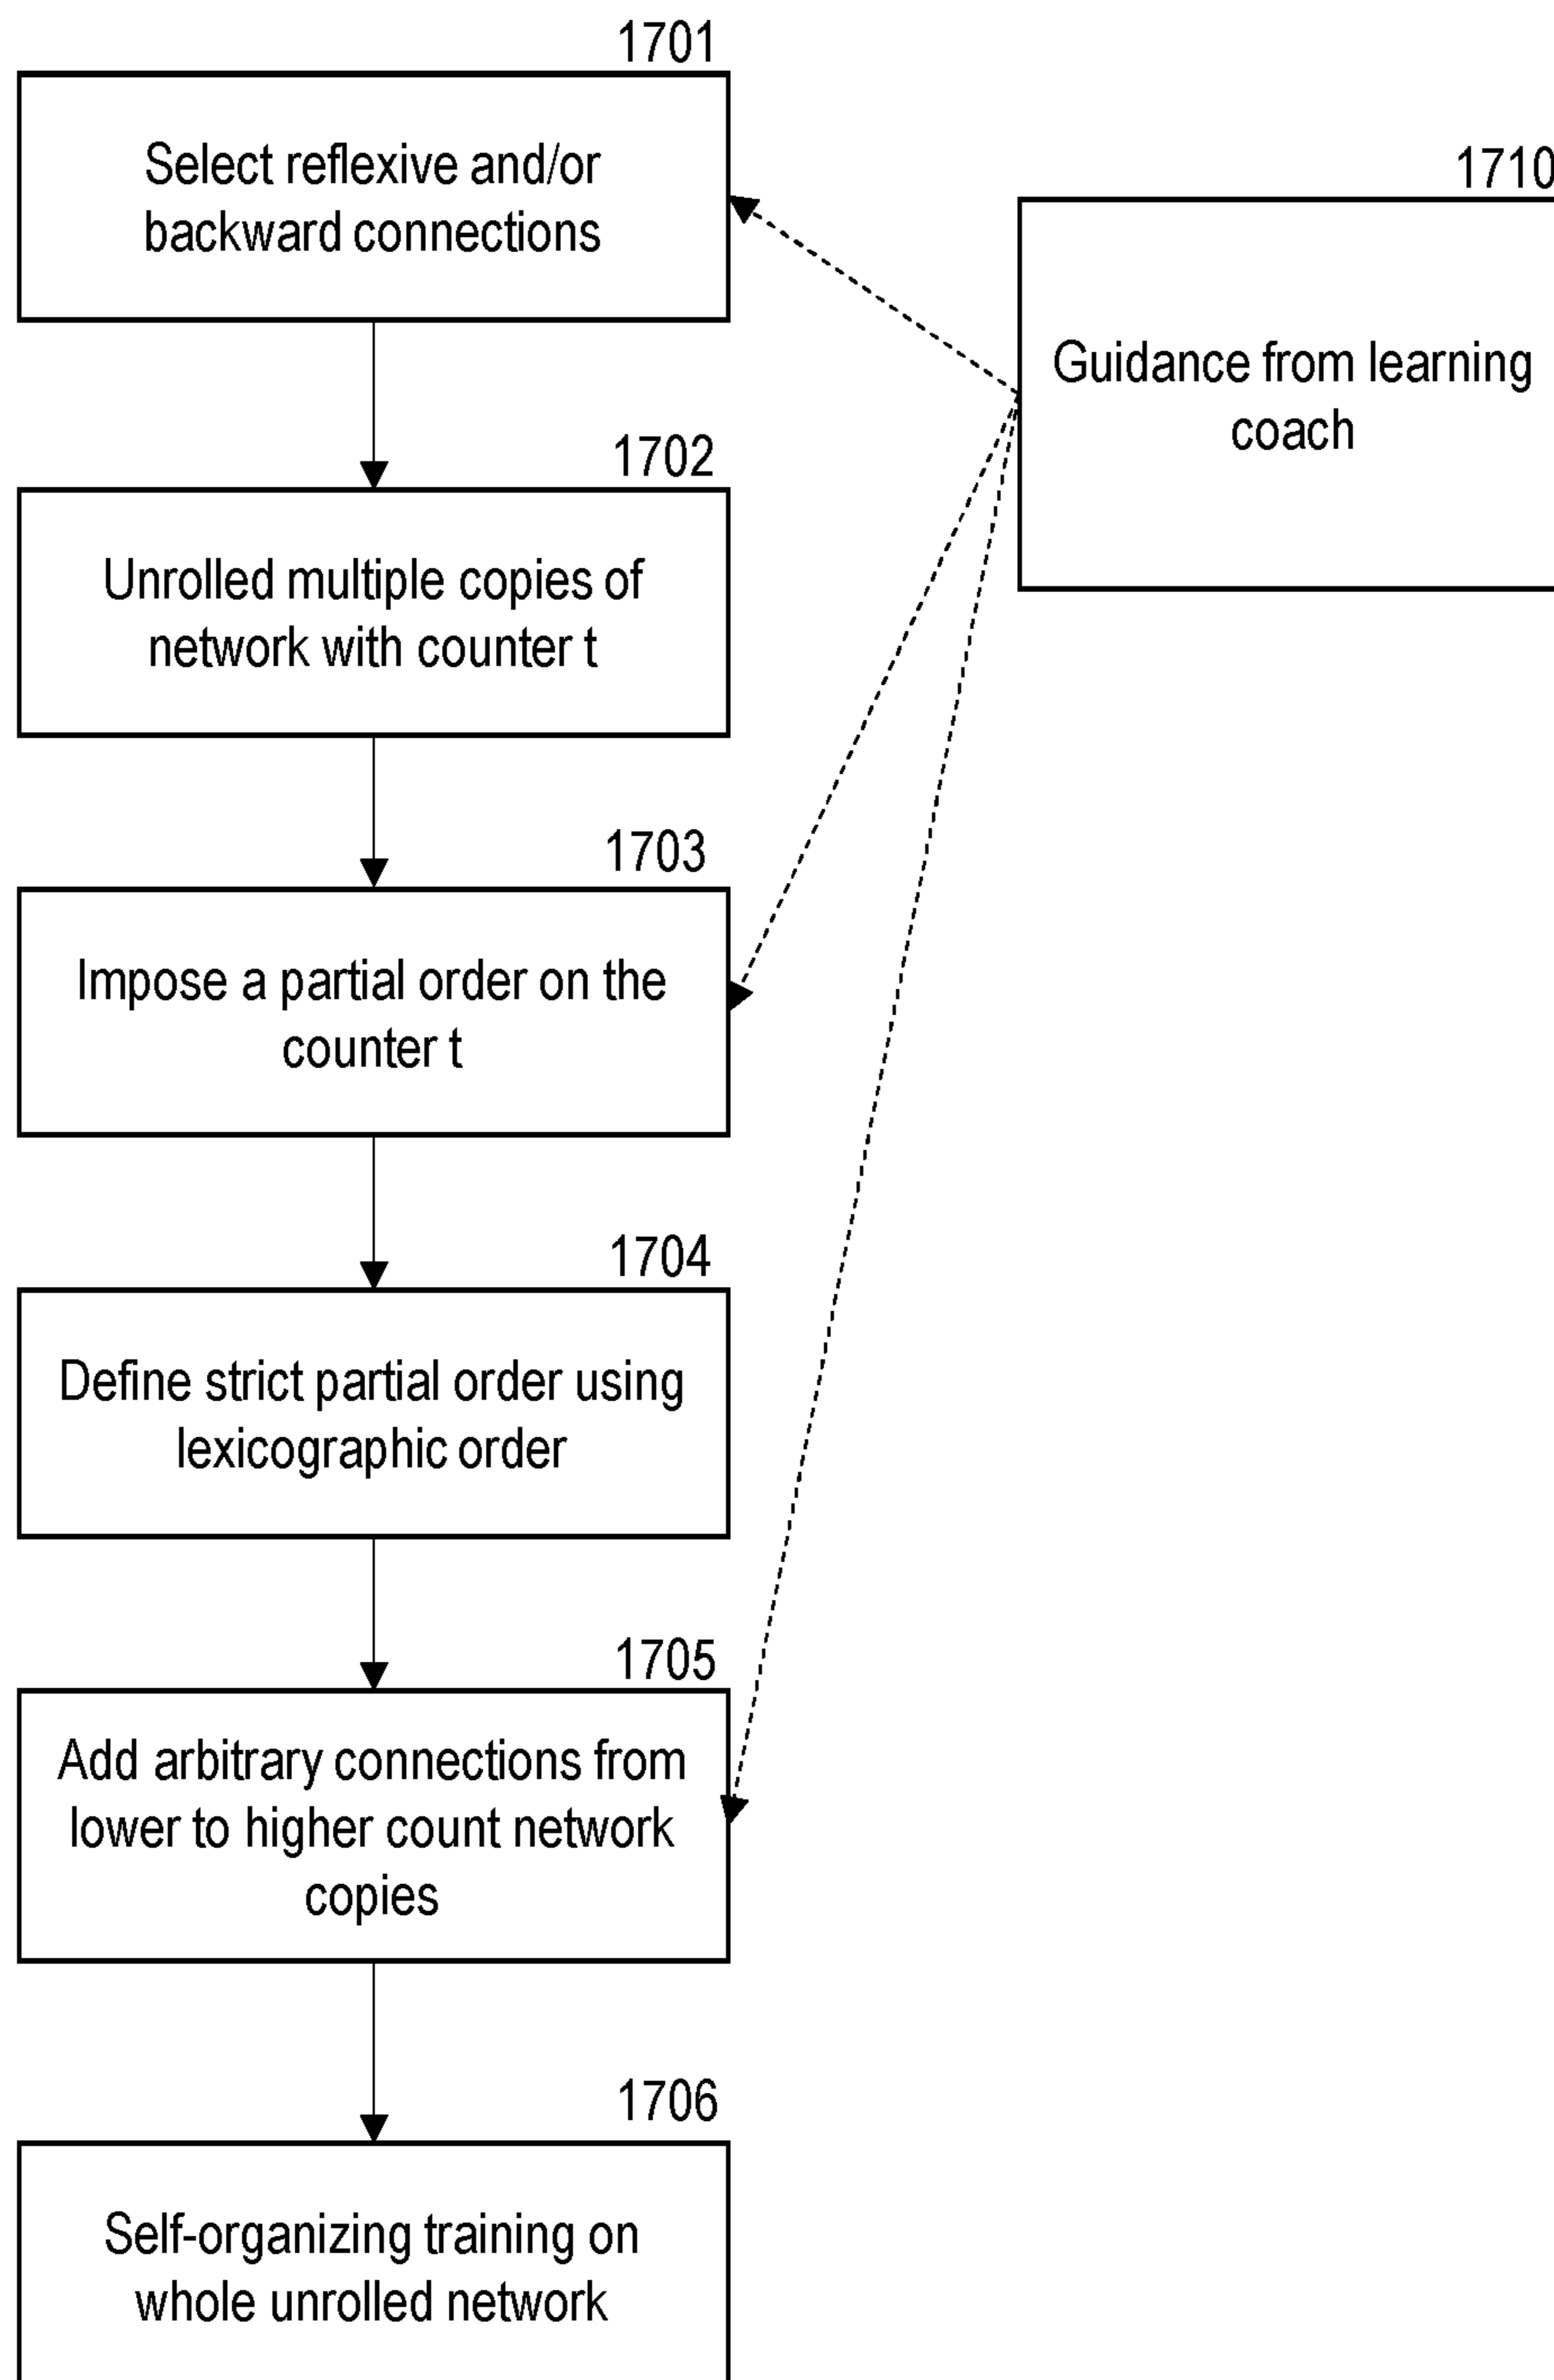 1701
Select reflexive and/or
backward connections
1710
Guidance from learning
coach
1702
Unrolled multiple copies of
network with counter t
1703
Impose a partial order on the
counter t
1704
Define strict partial order using
lexicographic order
1705
Add arbitrary connections from
lower to higher count network
copies
1706
Self-organizing training on
whole unrolled network